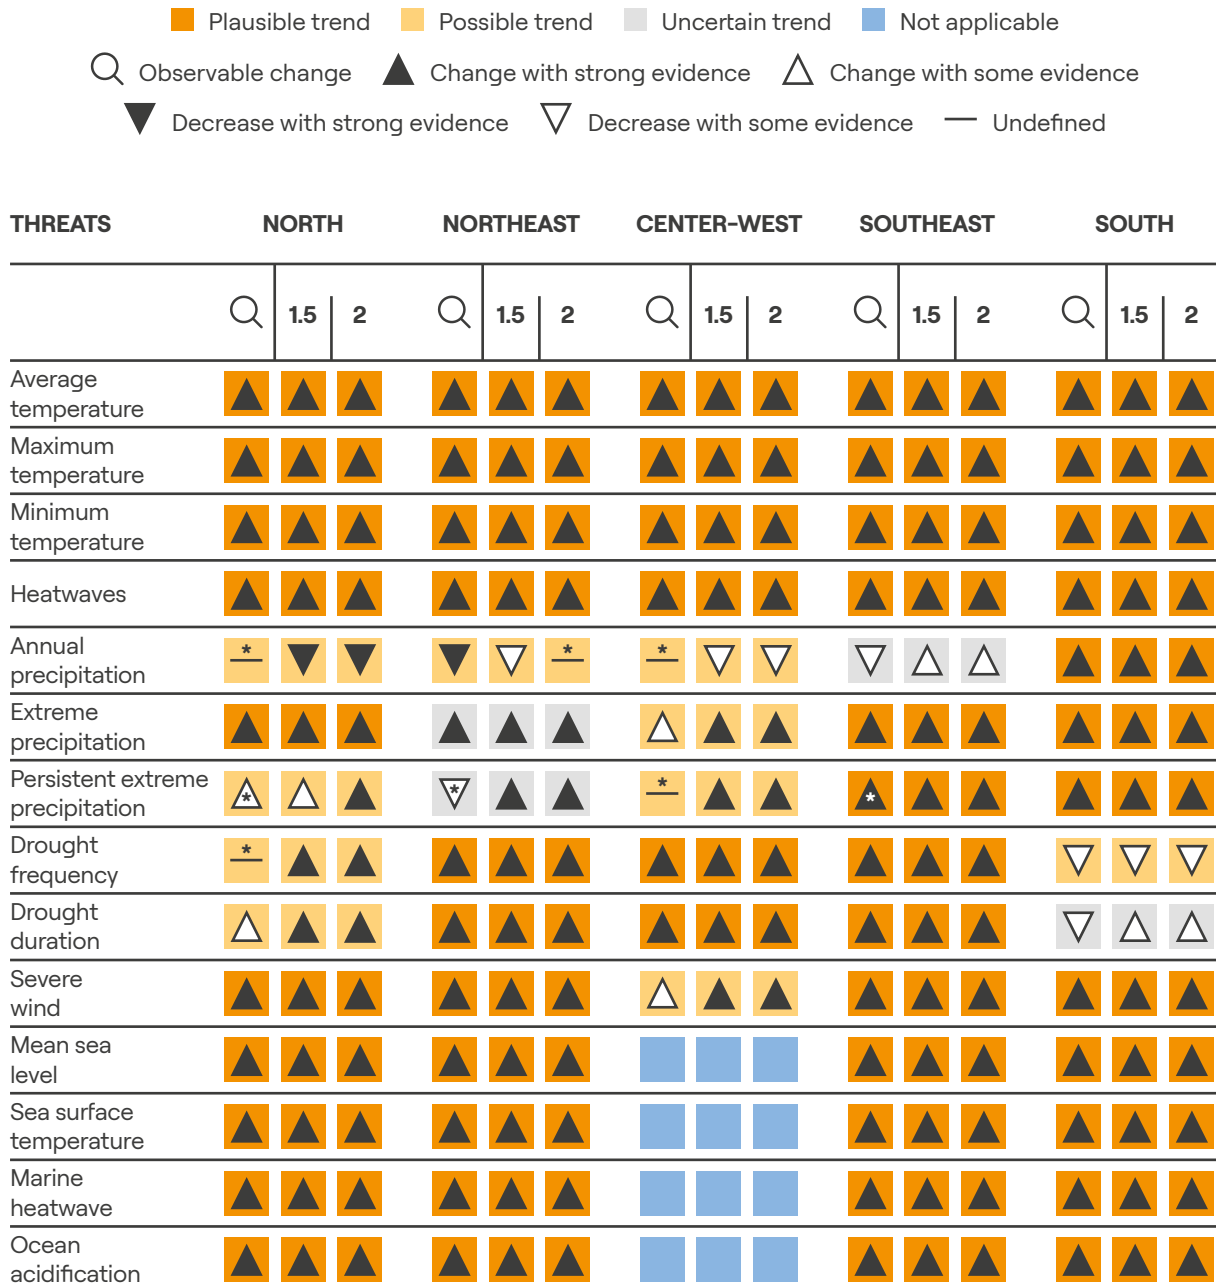 Plausible trend Possible trend Uncertain trend Not applicable
Observable change Change with strong evidence Change with some evidence
Decrease with strong evidence Decrease with some evidence Undefined
THREATS NORTH NORTHEAST CENTER-WEST SOUTHEAST SOUTH
1.5 2 1.5 2 1.5 2 1.5 2 1.5 2
Average
temperature
Maximum
temperature
Minimum
temperature
Heatwaves
Annual
precipitation
* * *
Extreme
precipitation
Persistent extreme
precipitation
* * * *
Drought
frequency
*
Drought
duration
Severe
wind
Mean sea
level
Sea surface
temperature
Marine
heatwave
Ocean
acidification